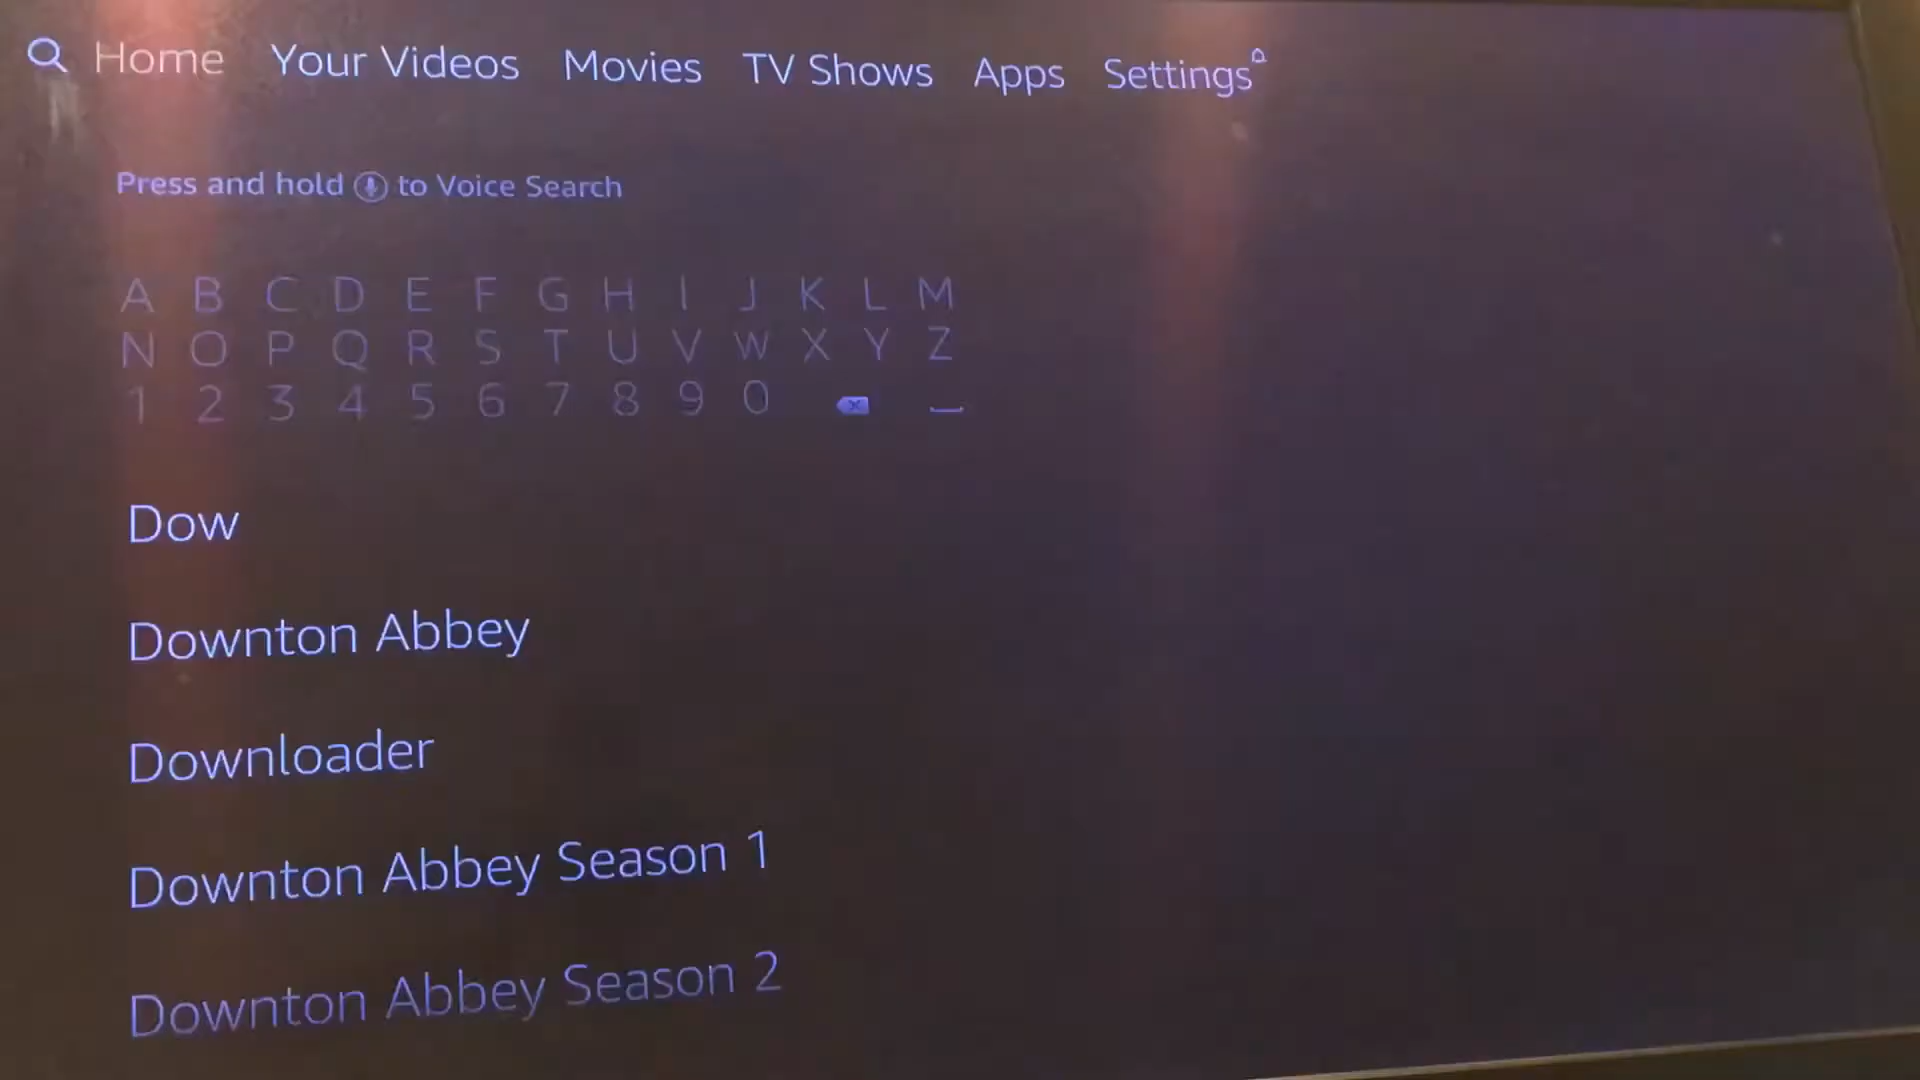 Home Your Videos Movies TV Shows Apps Settings
Press and hold to Voice Search
A B C D E F G H I J K L M
N O P Q R S T U V W X Y Z
1 2 3 4 5 6 7 8 9 0
Dow
Downton Abbey
Downloader
Downton Abbey Season 1
Downton Abbey Season 2